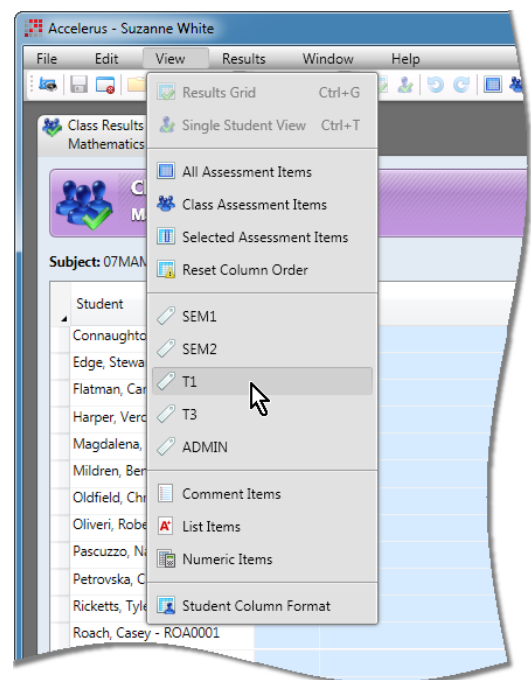 Accelerus - Suzanne White
File Edit View Results Window Help
Results Grid Ctrl+G
Single Student View Ctrl+T
Class Results
Mathematics
All Assessment Items
Class Assessment Items
Selected Assessment Items
Reset Column Order
Subject:
Student
SEM1
SEM2
T1
T3
ADMIN
Comment Items
List Items
Numeric Items
Student Column Format
Connaughto
Edge, Stewa
Flatman, Car
Harper, Verc
Magdalena,
Mildren, Ben
Oldfield, Chr
Oliveri, Robe
Pascuzzo, Na
Petrovska, C
Ricketts, Tyle
Roach, Casey - ROA0001